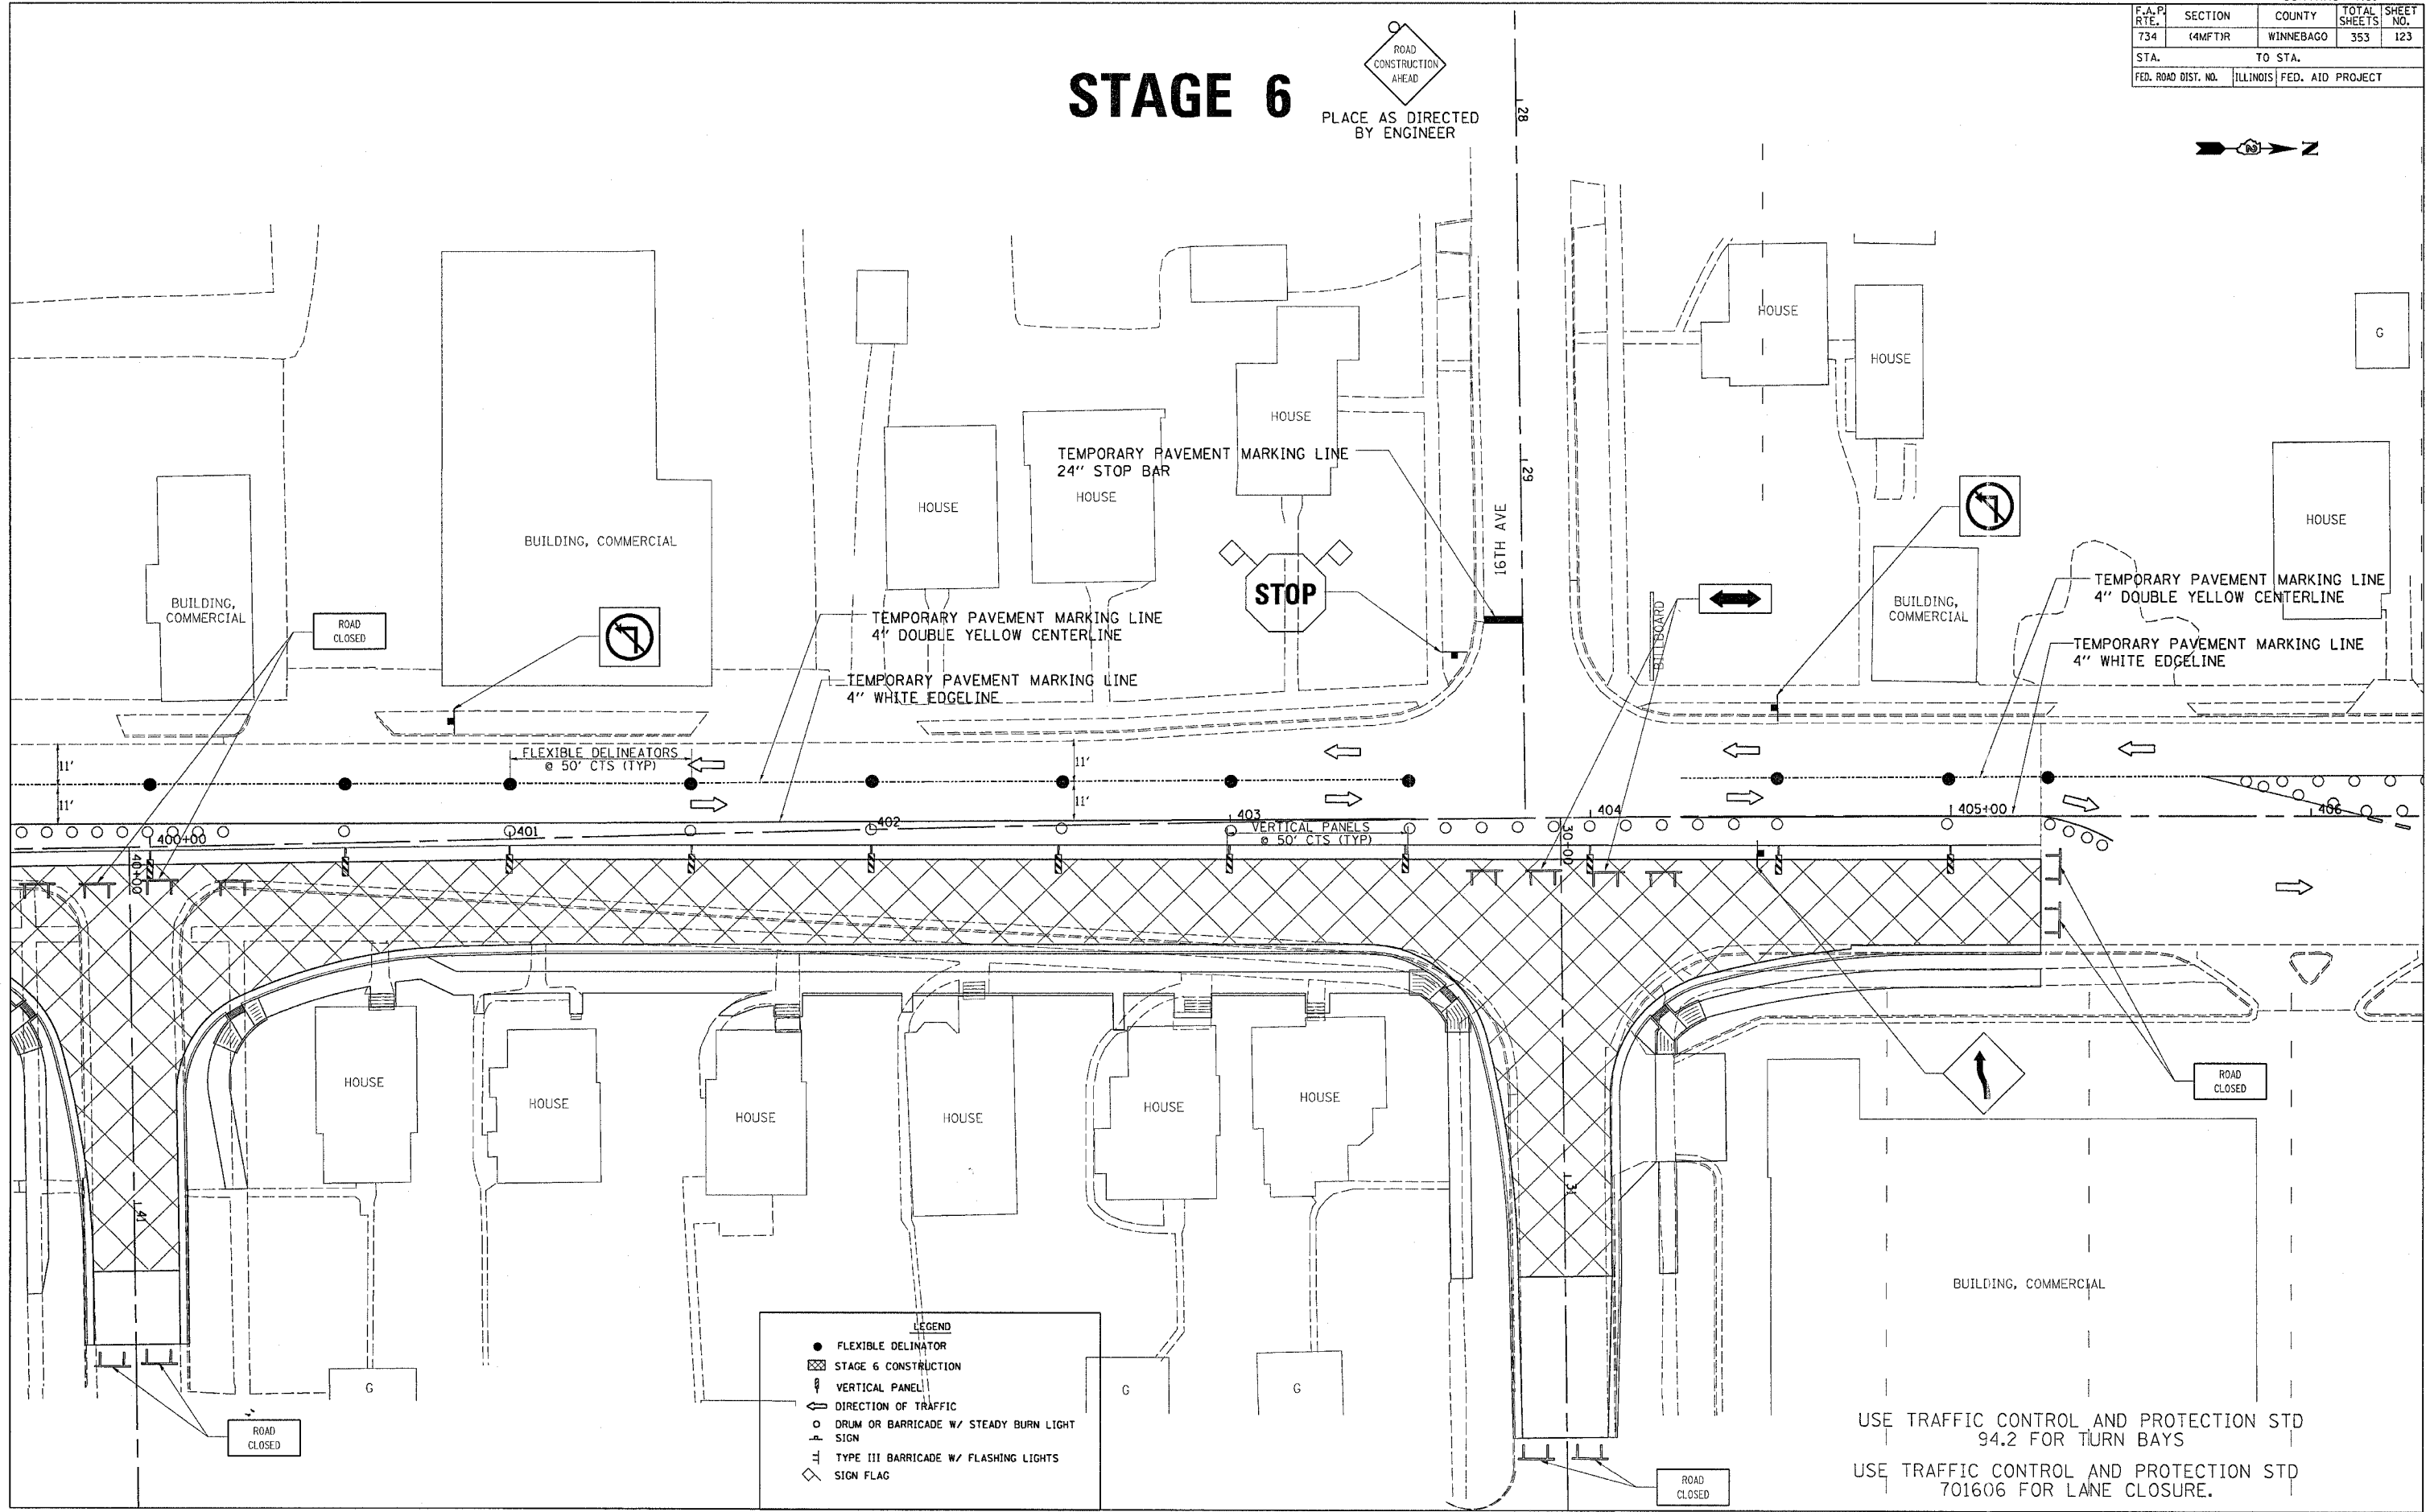 F.A.P. RTE. SECTION COUNTY TOTAL SHEETS SHEET NO.
734 (4MFT)R WINNEBAGO 353 123
STA. TO STA.
FED. ROAD DIST. NO. ILLINOIS FED. AID PROJECT
STAGE 6
ROAD
CONSTRUCTION
AHEAD
PLACE AS DIRECTED
BY ENGINEER
28
N
HOUSE
HOUSE
G
HOUSE
TEMPORARY PAVEMENT MARKING LINE
24" STOP BAR
29
HOUSE
HOUSE
HOUSE
16TH AVE
BUILDING, COMMERCIAL
STOP
BUILDING,
COMMERCIAL
ROAD
CLOSED
TEMPORARY PAVEMENT MARKING LINE
4" DOUBLE YELLOW CENTERLINE
BILLBOARD
BUILDING,
COMMERCIAL
TEMPORARY PAVEMENT MARKING LINE
4" DOUBLE YELLOW CENTERLINE
TEMPORARY PAVEMENT MARKING LINE
4" WHITE EDGELINE
TEMPORARY PAVEMENT MARKING LINE
4" WHITE EDGELINE
11'
11'
FLEXIBLE DELINEATORS
@ 50' CTS (TYP)
11'
11'
400+00
401
402
403
404
405+00
406
VERTICAL PANELS
@ 50' CTS (TYP)
40+00
30+00
HOUSE
HOUSE
HOUSE
HOUSE
HOUSE
HOUSE
ROAD
CLOSED
41
31
BUILDING, COMMERCIAL
G
G
G
ROAD
CLOSED
LEGEND
FLEXIBLE DELINATOR
STAGE 6 CONSTRUCTION
VERTICAL PANEL
DIRECTION OF TRAFFIC
DRUM OR BARRICADE W/ STEADY BURN LIGHT
SIGN
TYPE III BARRICADE W/ FLASHING LIGHTS
SIGN FLAG
ROAD
CLOSED
USE TRAFFIC CONTROL AND PROTECTION STD
94.2 FOR TURN BAYS
USE TRAFFIC CONTROL AND PROTECTION STD
701606 FOR LANE CLOSURE.